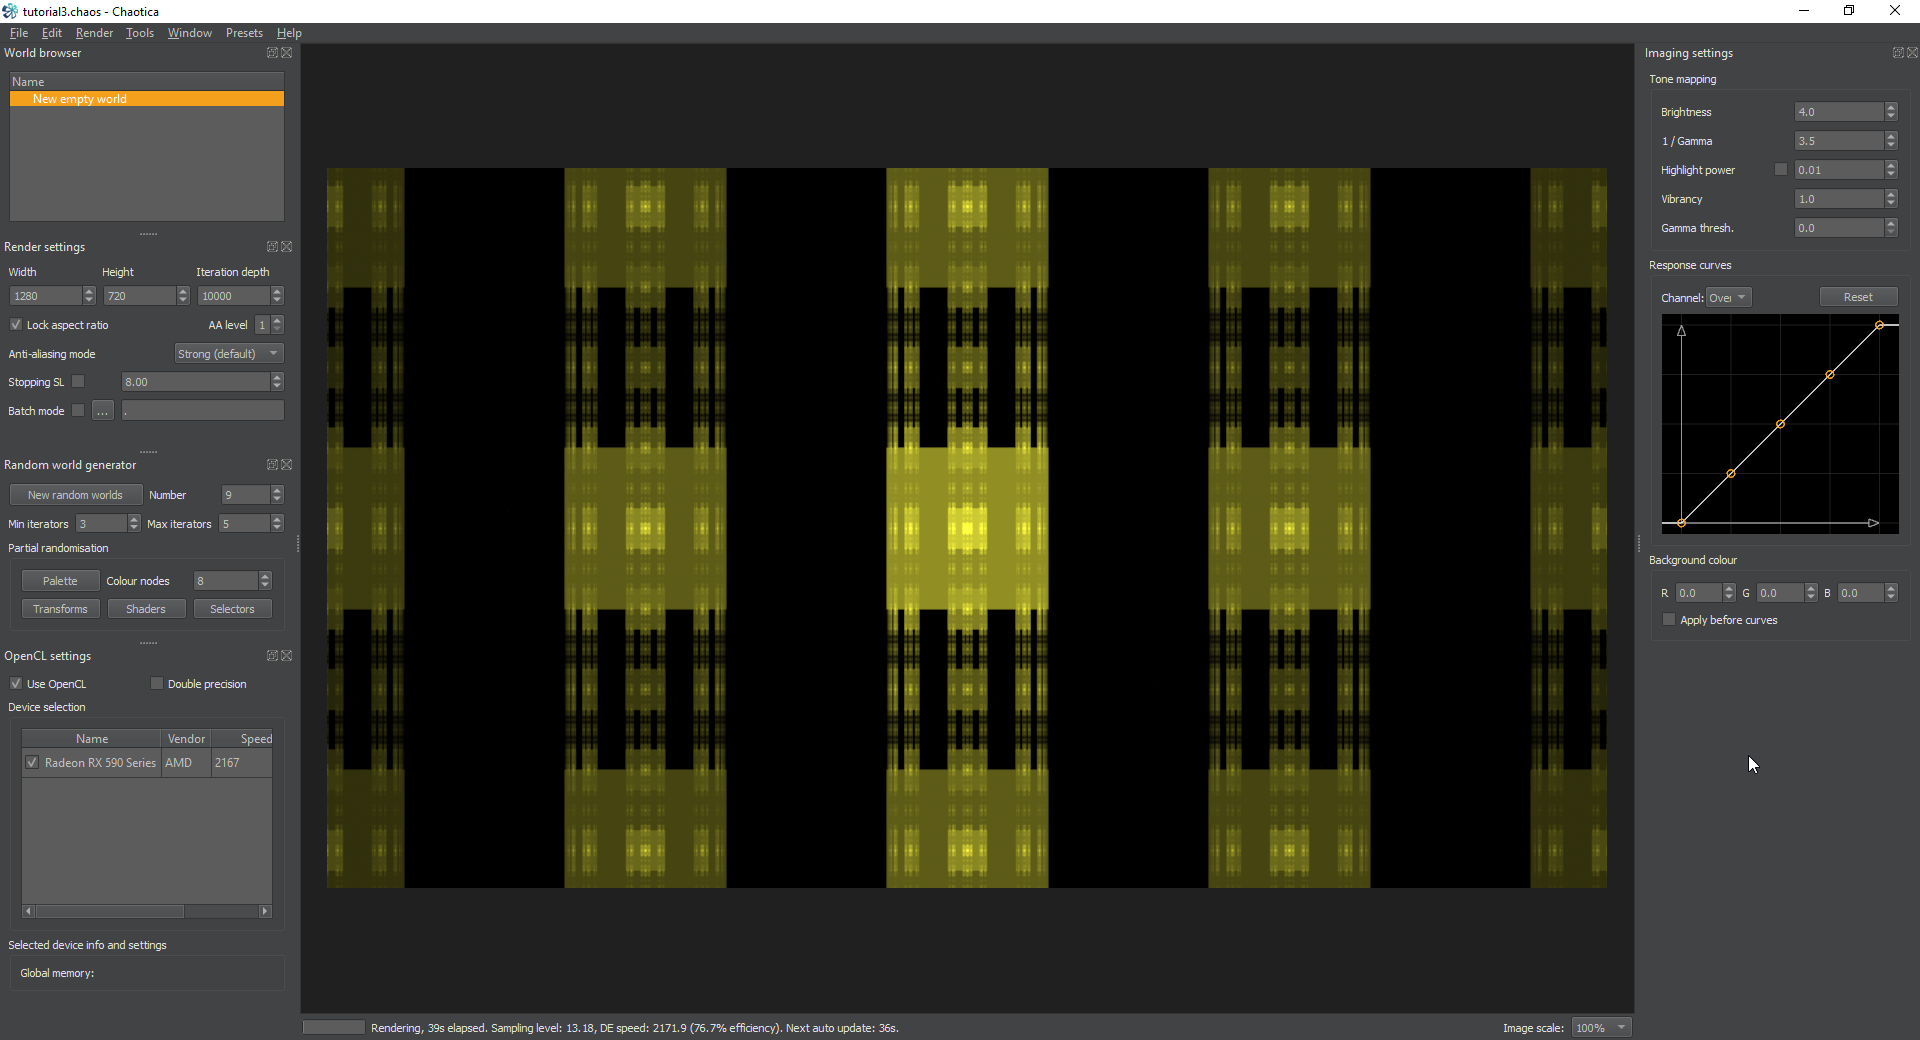 tutorial3.chaos - Chaotica
File Edit Render Tools Window Presets Help
World browser
Name
New empty world
Render settings
Width Height Iteration depth
1280 720 10000
Lock aspect ratio AA level 1
Anti-aliasing mode Strong (default)
Stopping SL 8.00
Batch mode ... .
Random world generator
New random worlds Number 9
Min iterators 3 Max iterators 5
Partial randomisation
Palette Colour nodes 8
Transforms Shaders Selectors
OpenCL settings
Use OpenCL Double precision
Device selection
Name Vendor Speed
Radeon RX 590 Series AMD 2167
Selected device info and settings
Global memory:
Rendering, 39s elapsed. Sampling level: 13.18, DE speed: 2171.9 (76.7% efficiency). Next auto update: 36s.
Image scale: 100%
Imaging settings
Tone mapping
Brightness 4.0
1 / Gamma 3.5
Highlight power 0.01
Vibrancy 1.0
Gamma thresh. 0.0
Response curves
Channel: Over Reset
Background colour
R 0.0 G 0.0 B 0.0
Apply before curves